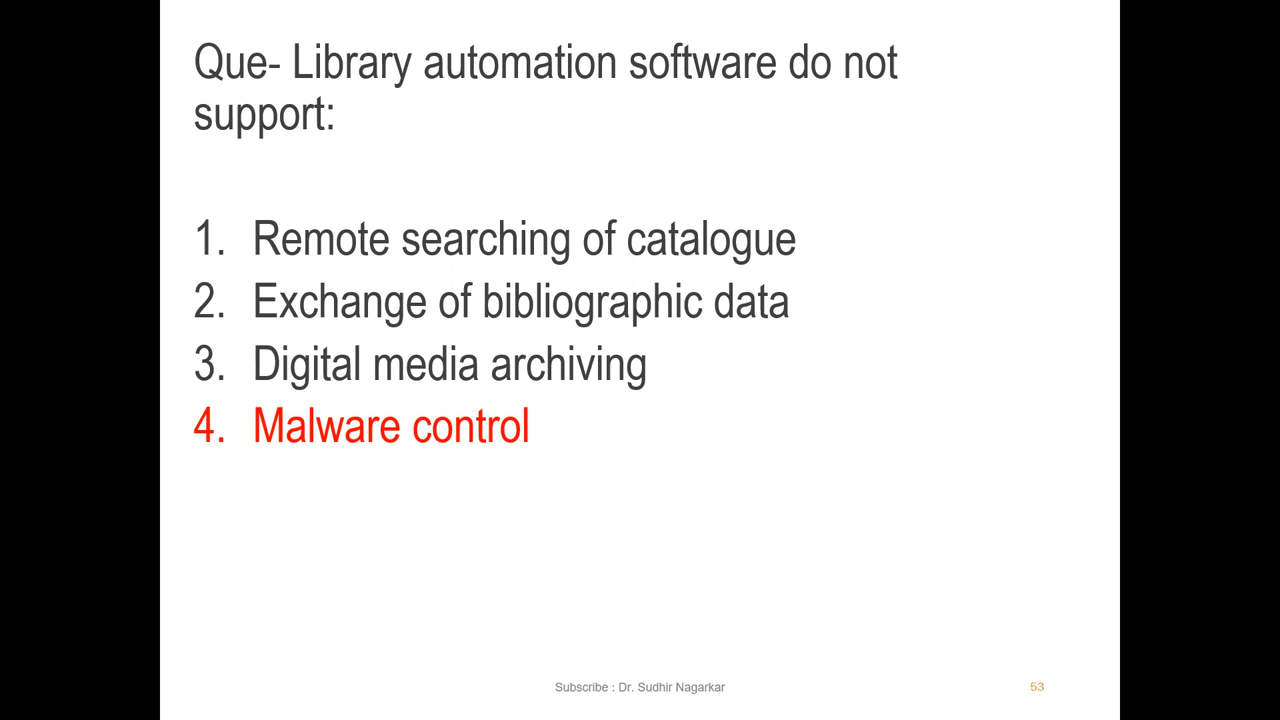 Que- Library automation software do not
support:
1. Remote searching of catalogue
2. Exchange of bibliographic data
3. Digital media archiving
4. Malware control
Subscribe : Dr. Sudhir Nagarkar
53